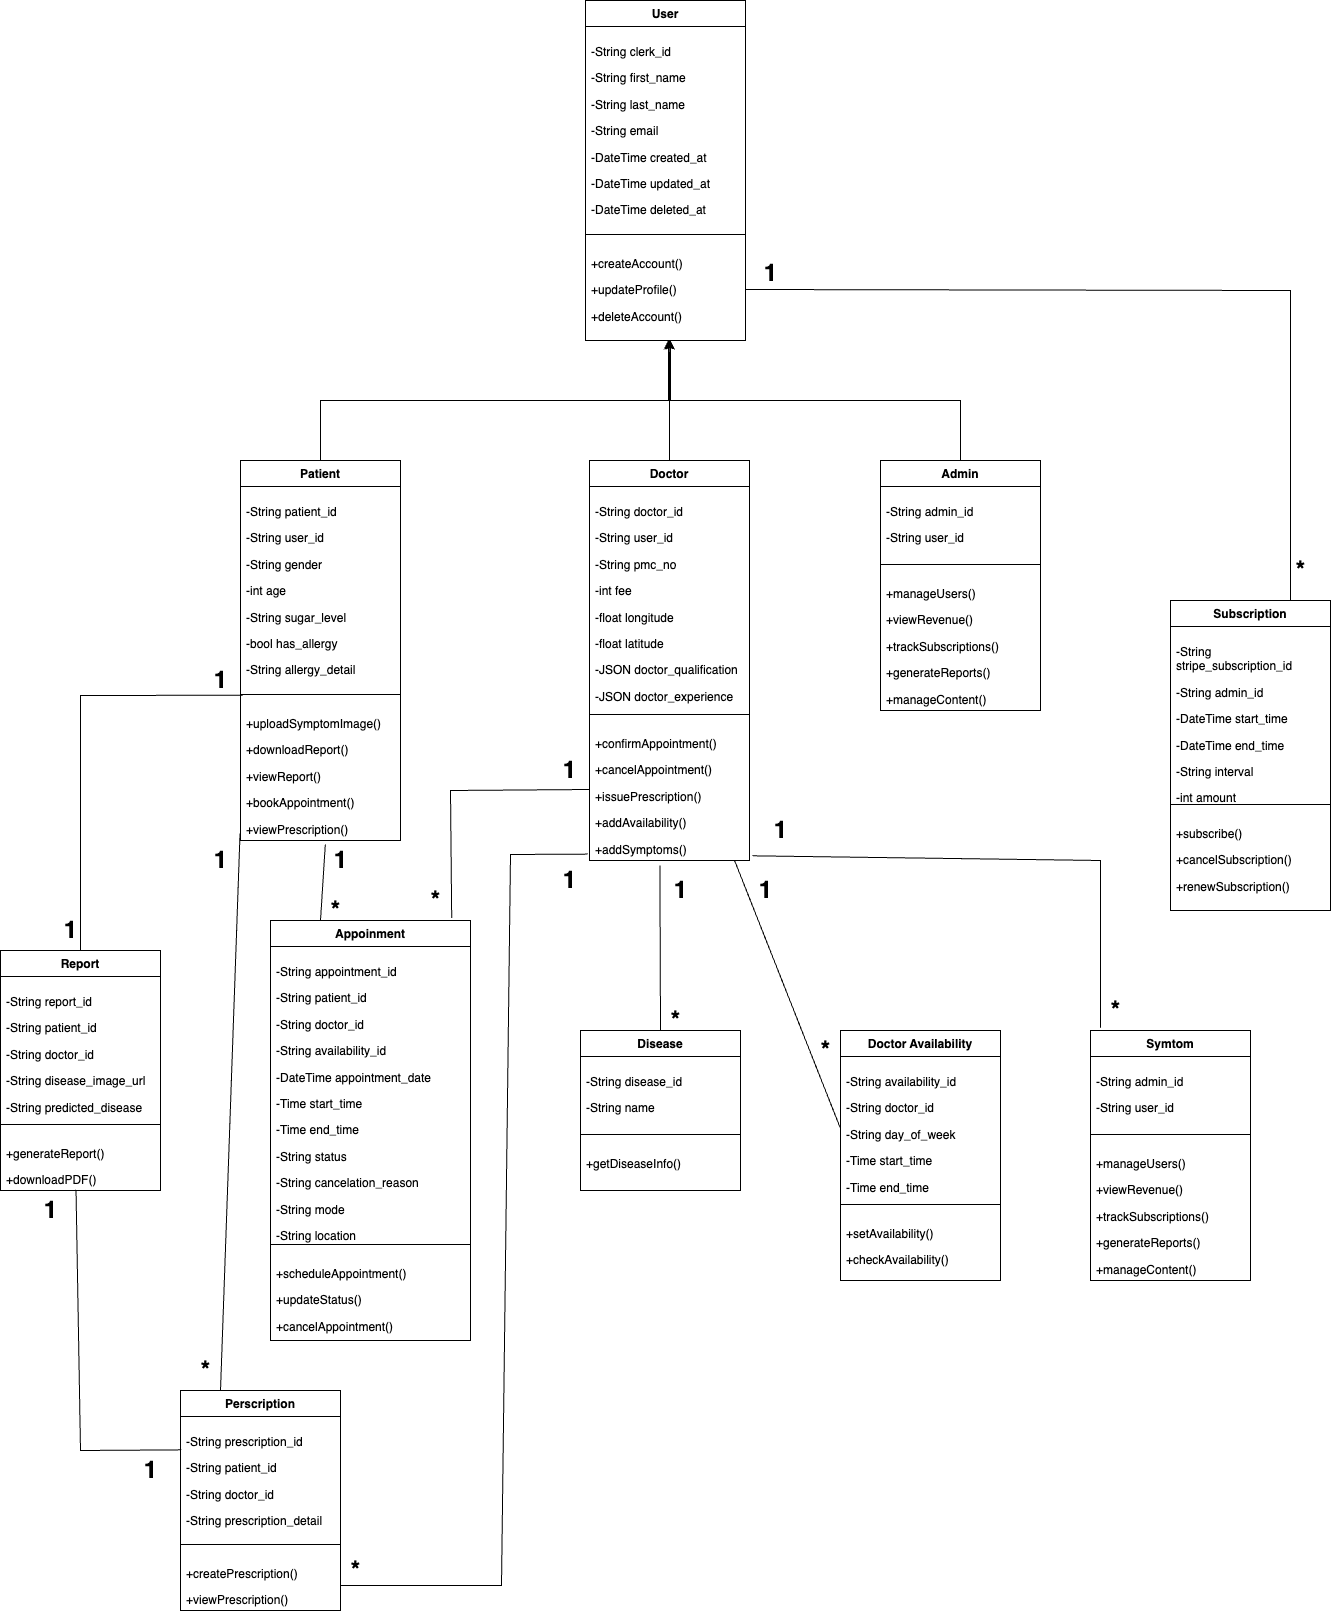 User
-String clerk_id
-String first_name
-String last_name
-String email
-DateTime created_at
-DateTime updated_at
-DateTime deleted_at
+createAccount()
+updateProfile()
+deleteAccount()
1
*
Patient
-String patient_id
-String user_id
-String gender
-int age
-String sugar_level
-bool has_allergy
-String allergy_detail
+uploadSymptomImage()
+downloadReport()
+viewReport()
+bookAppointment()
+viewPrescription()
1
1
1
Doctor
-String doctor_id
-String user_id
-String pmc_no
-int fee
-float longitude
-float latitude
-JSON doctor_qualification
-JSON doctor_experience
+confirmAppointment()
+cancelAppointment()
+issuePrescription()
+addAvailability()
+addSymptoms()
1
1
1
1
1
Admin
-String admin_id
-String user_id
+manageUsers()
+viewRevenue()
+trackSubscriptions()
+generateReports()
+manageContent()
Subscription
-String
stripe_subscription_id
-String admin_id
-DateTime start_time
-DateTime end_time
-String interval
-int amount
+subscribe()
+cancelSubscription()
+renewSubscription()
1
Report
-String report_id
-String patient_id
-String doctor_id
-String disease_image_url
-String predicted_disease
+generateReport()
+downloadPDF()
1
*
*
Appoinment
-String appointment_id
-String patient_id
-String doctor_id
-String availability_id
-DateTime appointment_date
-Time start_time
-Time end_time
-String status
-String cancelation_reason
-String mode
-String location
+scheduleAppointment()
+updateStatus()
+cancelAppointment()
*
Disease
-String disease_id
-String name
+getDiseaseInfo()
*
Doctor Availability
-String availability_id
-String doctor_id
-String day_of_week
-Time start_time
-Time end_time
+setAvailability()
+checkAvailability()
*
Symtom
-String admin_id
-String user_id
+manageUsers()
+viewRevenue()
+trackSubscriptions()
+generateReports()
+manageContent()
*
1
Perscription
-String prescription_id
-String patient_id
-String doctor_id
-String prescription_detail
+createPrescription()
+viewPrescription()
*